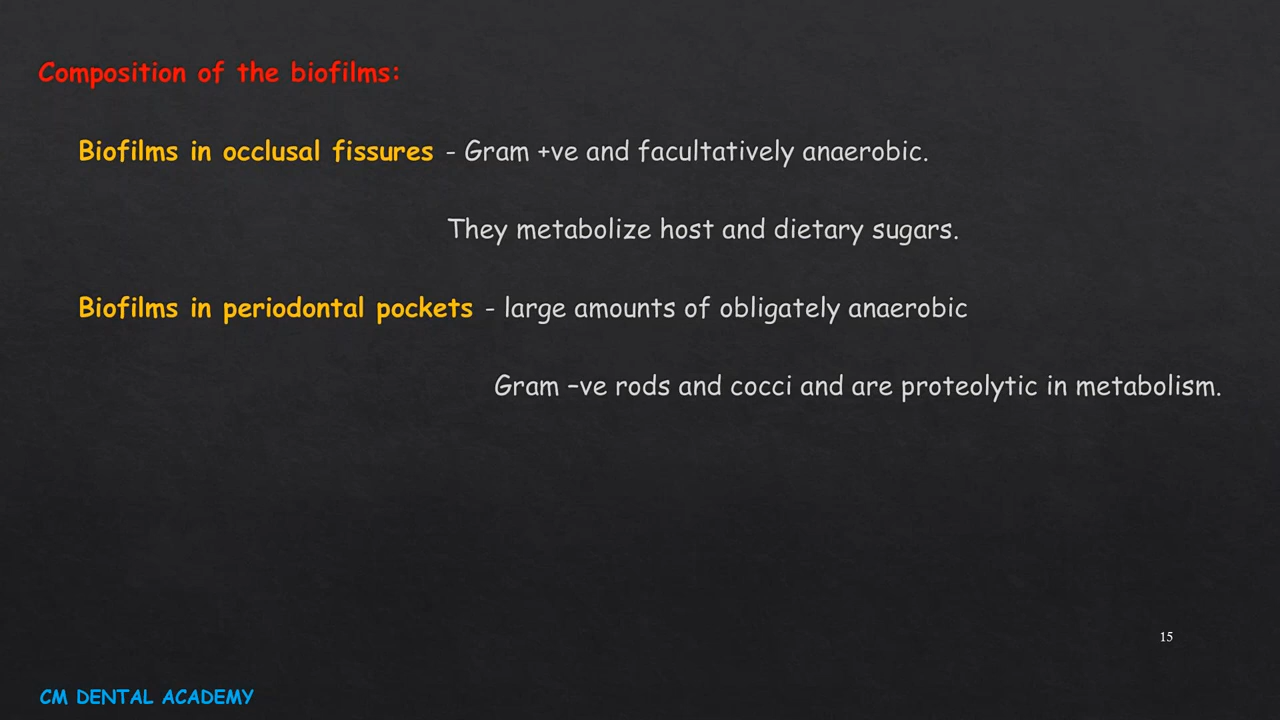 Composition of the biofilms:
Biofilms in occlusal fissures - Gram +ve and facultatively anaerobic.
They metabolize host and dietary sugars.
Biofilms in periodontal pockets - large amounts of obligately anaerobic
Gram –ve rods and cocci and are proteolytic in metabolism.
15
CM DENTAL ACADEMY